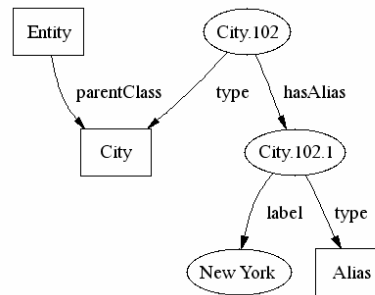 Entity
City.102
parentClass
type
hasAlias
City
City.102.1
label
type
New York
Alias